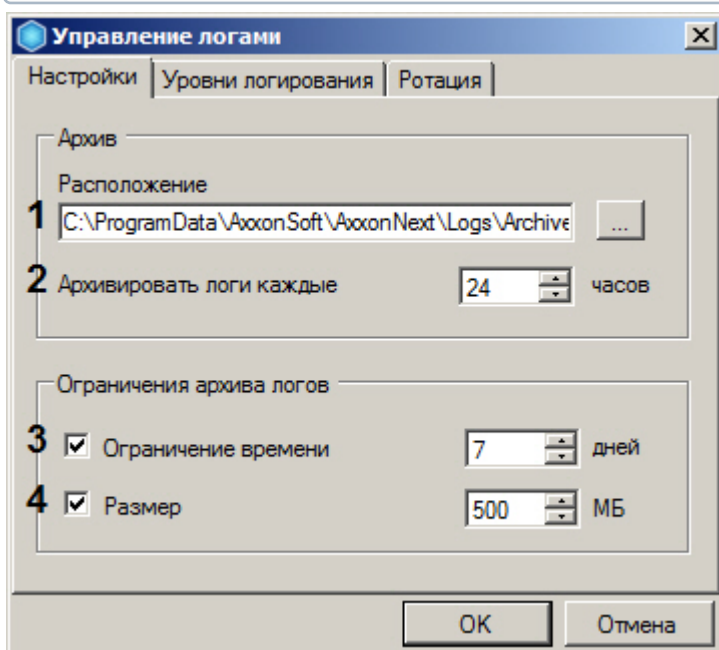 Управление логами
Настройки Уровни логирования Ротация
Архив
Расположение
1 C:\ProgramData\AxxonSoft\AxxonNext\Logs\Archive ...
2 Архивировать логи каждые 24 часов
Ограничения архива логов
3 Ограничение времени 7 дней
4 Размер 500 МБ
OK Отмена